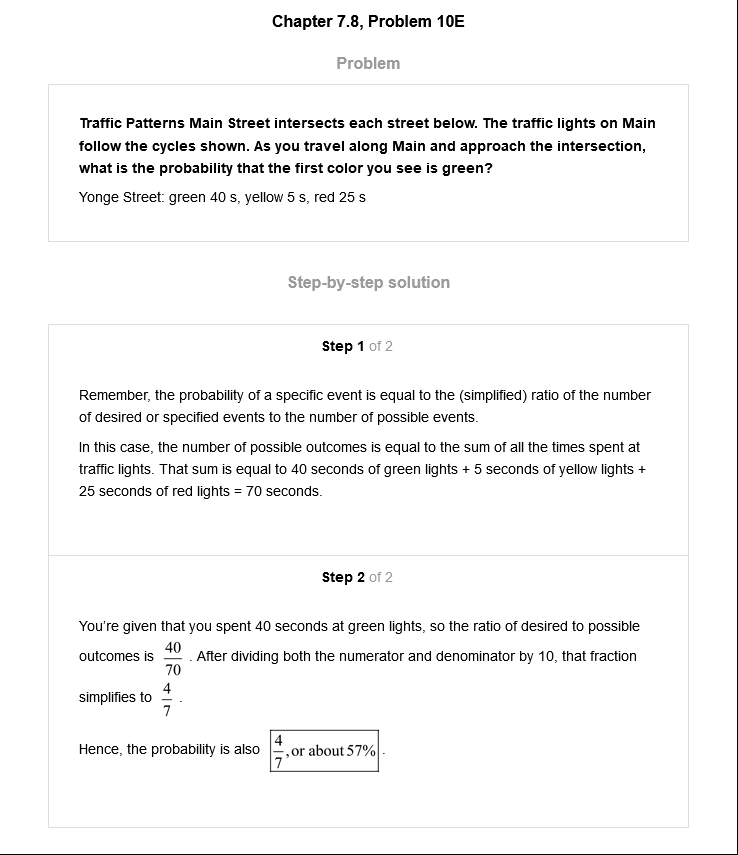 Chapter 7.8, Problem 10E
Problem
Traffic Patterns Main Street intersects each street below. The traffic lights on Main
follow the cycles shown. As you travel along Main and approach the intersection,
what is the probability that the first color you see is green?
Yonge Street: green 40 s, yellow 5 s, red 25 s
Step-by-step solution
Step 1 of 2
Remember, the probability of a specific event is equal to the (simplified) ratio of the number
of desired or specified events to the number of possible events.
In this case, the number of possible outcomes is equal to the sum of all the times spent at
traffic lights. That sum is equal to 40 seconds of green lights + 5 seconds of yellow lights +
25 seconds of red lights = 70 seconds.
Step 2 of 2
You're given that you spent 40 seconds at green lights, so the ratio of desired to possible
outcomes is 40/70 . After dividing both the numerator and denominator by 10, that fraction
simplifies to 4/7 .
Hence, the probability is also 4/7, or about 57% .